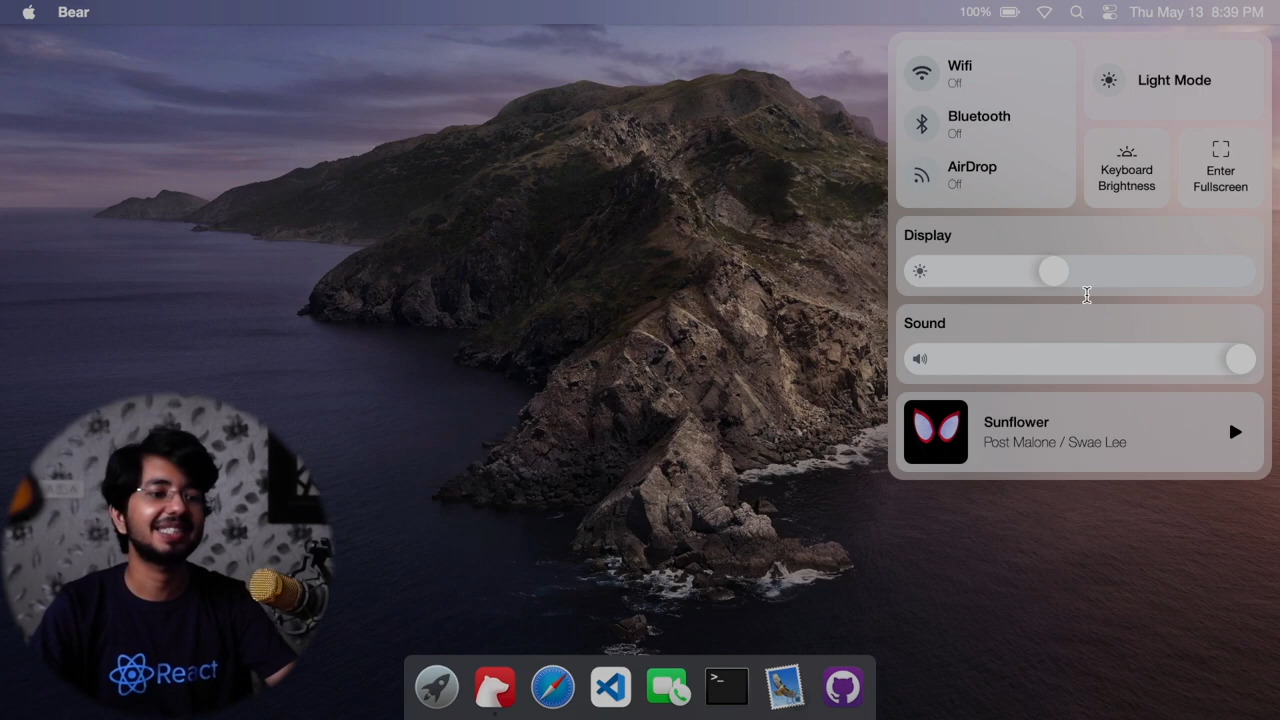 Bear
100%
Thu May 13 8:39 PM
Wifi
Off
Bluetooth
Off
AirDrop
Off
Light Mode
Keyboard
Brightness
Enter
Fullscreen
Display
Sound
Sunflower
Post Malone / Swae Lee
React
>_